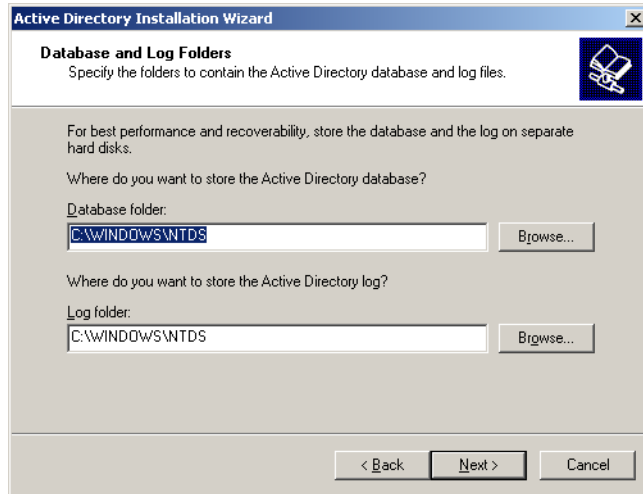 Active Directory Installation Wizard
Database and Log Folders
Specify the folders to contain the Active Directory database and log files.
For best performance and recoverability, store the database and the log on separate
hard disks.
Where do you want to store the Active Directory database?
Database folder:
C:\WINDOWS\NTDS
Browse...
Where do you want to store the Active Directory log?
Log folder:
C:\WINDOWS\NTDS
Browse...
< Back
Next >
Cancel